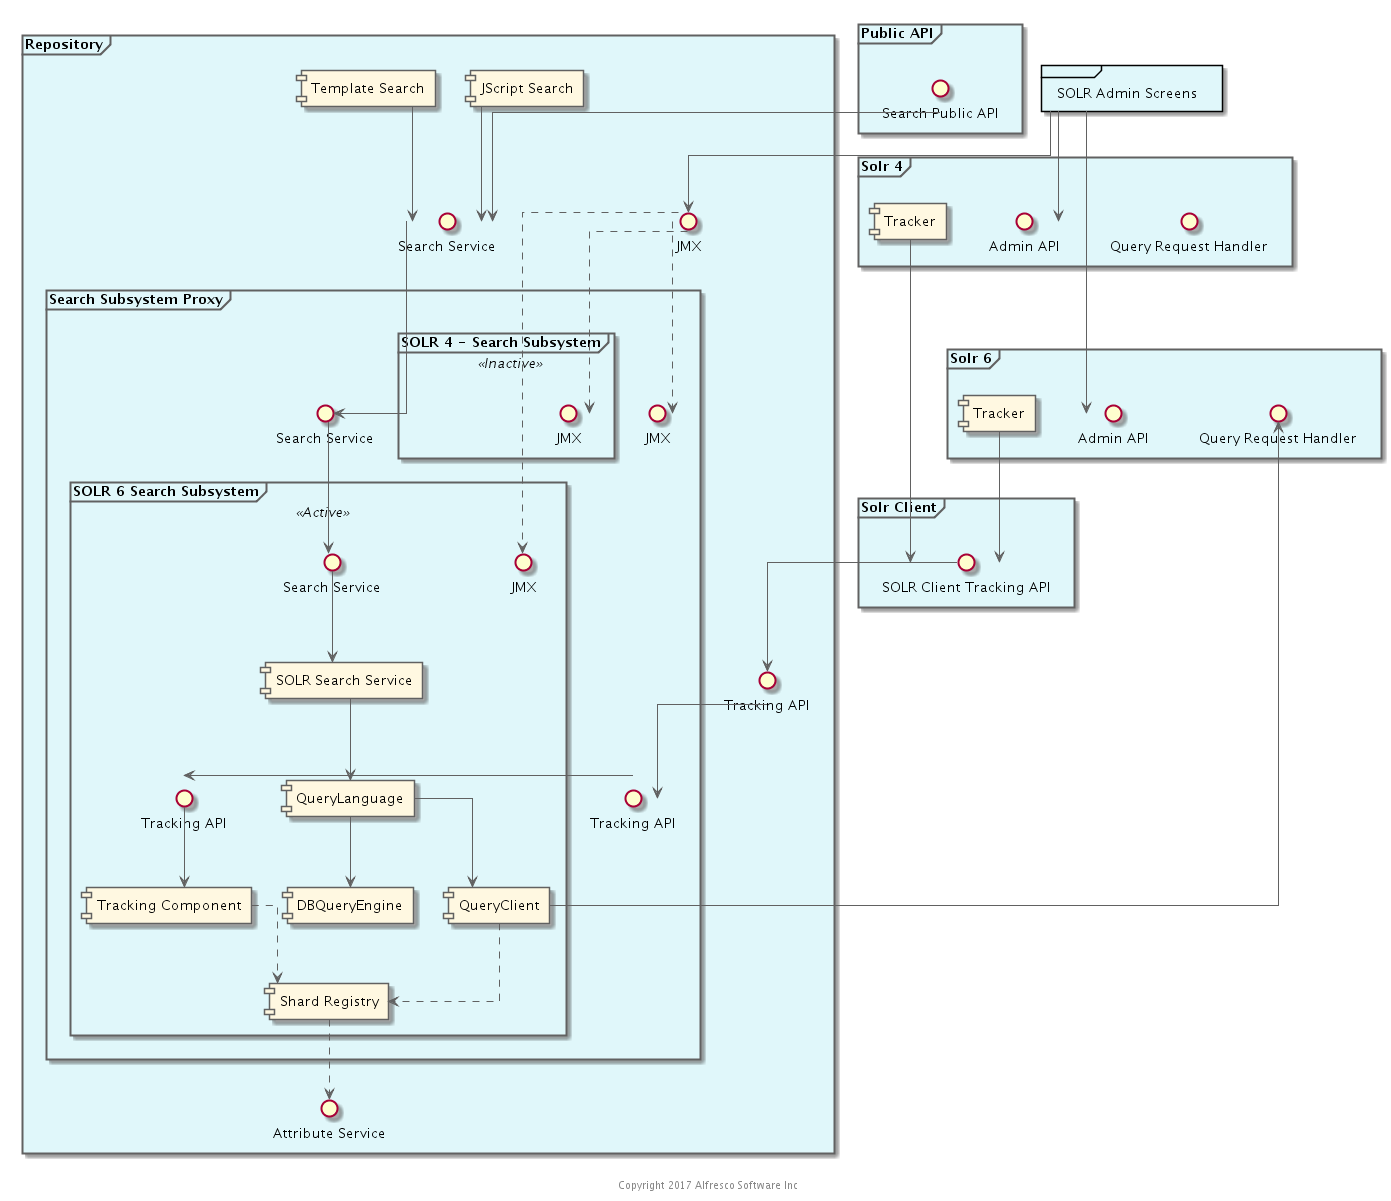 Public API
Repository
Template Search
JScript Search
SOLR Admin Screens
Search Public API
Solr 4
Tracker
Search Service
JMX
Admin API
Query Request Handler
Search Subsystem Proxy
SOLR 4 - Search Subsystem
«Inactive»
Solr 6
Tracker
Search Service
JMX
JMX
Admin API
Query Request Handler
SOLR 6 Search Subsystem
«Active»
Solr Client
Search Service
JMX
SOLR Client Tracking API
SOLR Search Service
Tracking API
QueryLanguage
Tracking API
Tracking API
Tracking Component
DBQueryEngine
QueryClient
Shard Registry
Attribute Service
Copyright 2017 Alfresco Software Inc